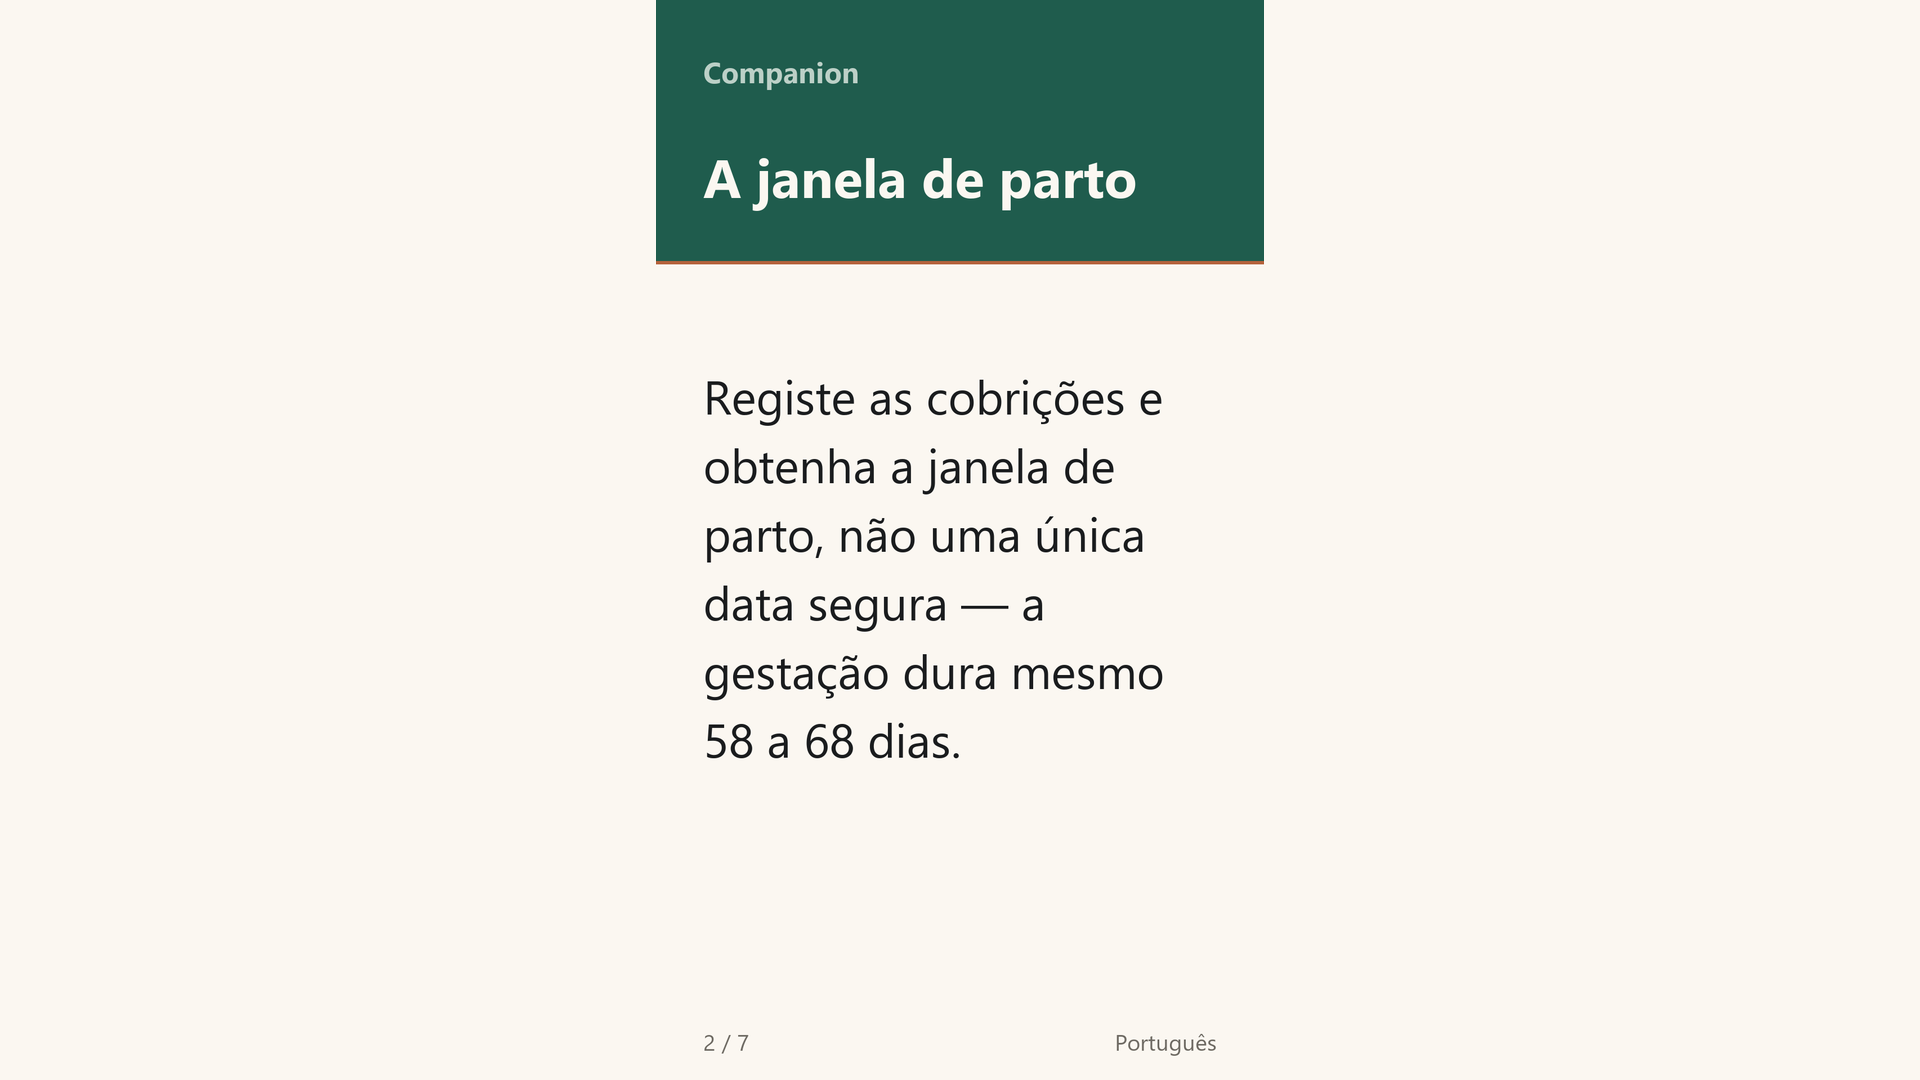 Companion
A janela de parto
Registe as cobrições e
obtenha a janela de
parto, não uma única
data segura — a
gestação dura mesmo
58 a 68 dias.
2 / 7
Português